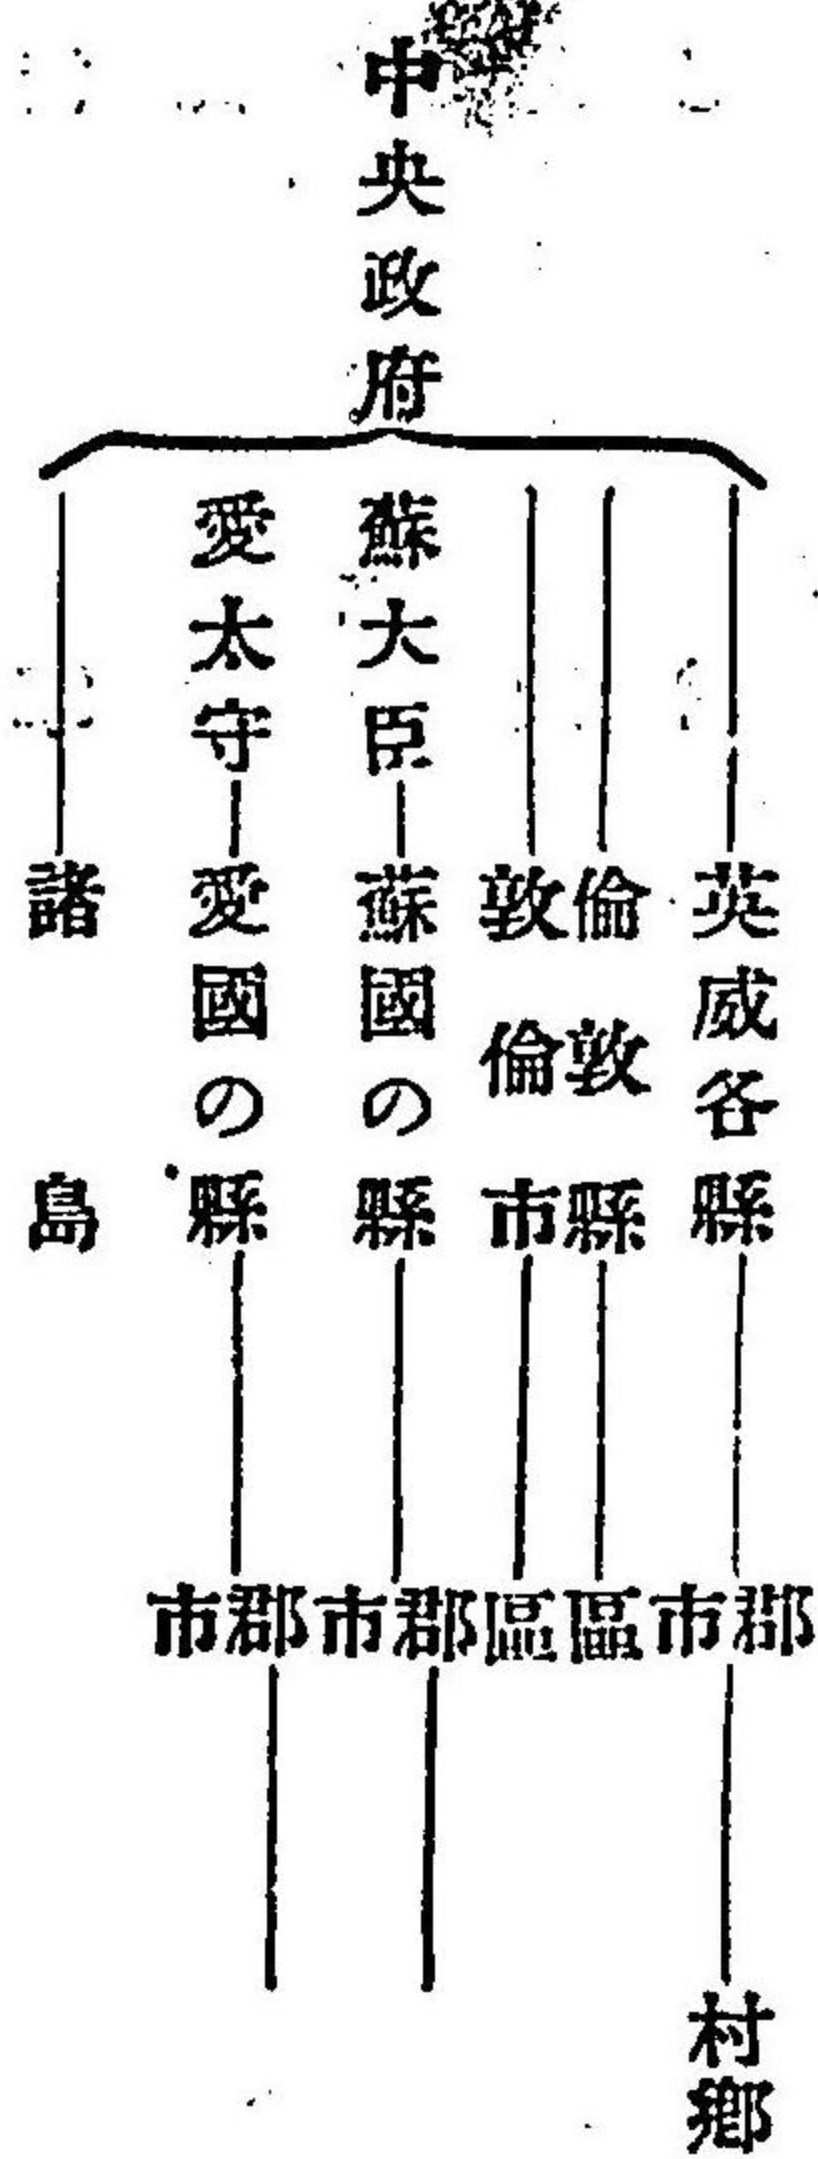 中央政府
英威各縣
郡市
村鄕
倫敦縣
區
敦倫市
區
蘇大臣
蘇國の縣
郡市
愛太守
愛國の縣
郡市
諸島